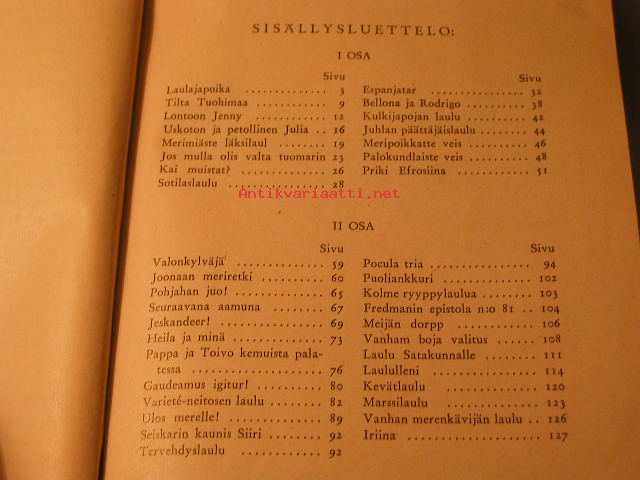 SISÄLLYSLUETTELO:
I OSA
Sivu
Laulajapoika ............. 3
Tilta Tuohimaa ........... 9
Lontoon Jenny ............ 12
Uskoton ja petollinen Julia .. 16
Merimiäste läksilaul ....... 19
Jos mulla olis valta tuomarin 23
Kai muistat? .............. 26
Sotilaslaulu .............. 28
Sivu
Espanjatar ................ 32
Bellona ja Rodrigo ......... 38
Kulkijapojan laulu ......... 42
Juhlan päättäjäislaulu ...... 44
Meripoikkatte veis ......... 46
Palokundlaiste veis ........ 48
Priki Efrosiina ............ 51
Antikvariaatti.net
II OSA
Sivu
Valonkylväjä ............. 59
Joonaan meriretki .......... 60
Pohjahan juo! ............. 65
Seuraavana aamuna ........ 67
Jeskandeer! ............... 69
Heila ja minä ............. 73
Pappa ja Toivo kemuista pala-
tessa .................. 76
Gaudeamus igitur! ......... 80
Varieté-neitosen laulu ...... 82
Ulos merelle! .............. 89
Seiskarin kaunis Siiri ...... 92
Tervehdyslaulu ............ 92
Sivu
Pocula tria ................ 94
Puoliankkuri .............. 102
Kolme ryyppylaulua ........ 103
Fredmanin epistola n:o 81 .. 104
Meijän dorpp .............. 106
Vanham boja valitus ....... 108
Laulu Satakunnalle ........ 111
Laululleni ................ 114
Kevätlaulu ................ 120
Marssilaulu ............... 123
Vanhan merenkävijän laulu .. 126
Iriina .................... 127